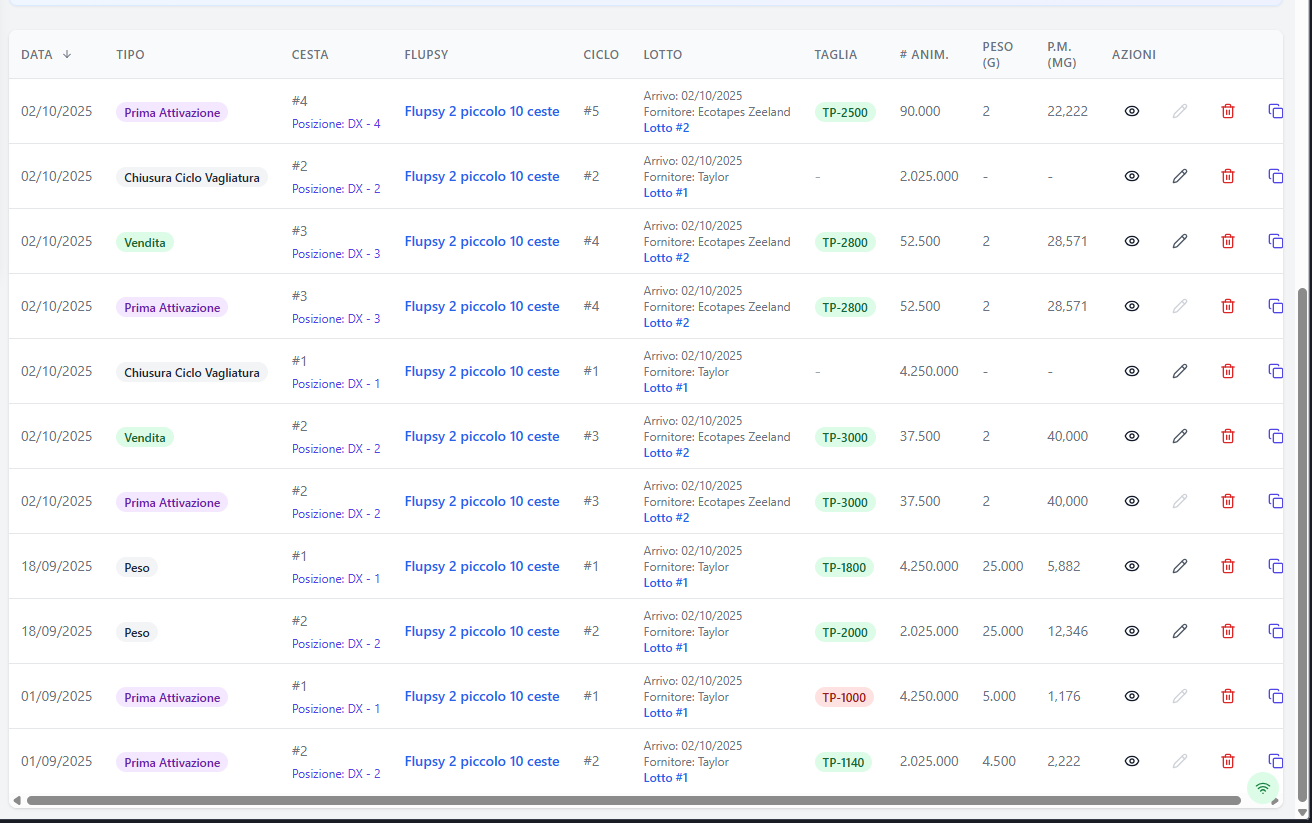 DATA ↓ TIPO CESTA FLUPSY CICLO LOTTO TAGLIA # ANIM. PESO (G) P.M. (MG) AZIONI
02/10/2025 Prima Attivazione #4 Flupsy 2 piccolo 10 ceste #5 Arrivo: 02/10/2025 TP-2500 90.000 2 22,222
Posizione: DX - 4 Fornitore: Ecotapes Zeeland
Lotto #2
02/10/2025 Chiusura Ciclo Vagliatura #2 Flupsy 2 piccolo 10 ceste #2 Arrivo: 02/10/2025 - 2.025.000 - -
Posizione: DX - 2 Fornitore: Taylor
Lotto #1
02/10/2025 Vendita #3 Flupsy 2 piccolo 10 ceste #4 Arrivo: 02/10/2025 TP-2800 52.500 2 28,571
Posizione: DX - 3 Fornitore: Ecotapes Zeeland
Lotto #2
02/10/2025 Prima Attivazione #3 Flupsy 2 piccolo 10 ceste #4 Arrivo: 02/10/2025 TP-2800 52.500 2 28,571
Posizione: DX - 3 Fornitore: Ecotapes Zeeland
Lotto #2
02/10/2025 Chiusura Ciclo Vagliatura #1 Flupsy 2 piccolo 10 ceste #1 Arrivo: 02/10/2025 - 4.250.000 - -
Posizione: DX - 1 Fornitore: Taylor
Lotto #1
02/10/2025 Vendita #2 Flupsy 2 piccolo 10 ceste #3 Arrivo: 02/10/2025 TP-3000 37.500 2 40,000
Posizione: DX - 2 Fornitore: Ecotapes Zeeland
Lotto #2
02/10/2025 Prima Attivazione #2 Flupsy 2 piccolo 10 ceste #3 Arrivo: 02/10/2025 TP-3000 37.500 2 40,000
Posizione: DX - 2 Fornitore: Ecotapes Zeeland
Lotto #2
18/09/2025 Peso #1 Flupsy 2 piccolo 10 ceste #1 Arrivo: 02/10/2025 TP-1800 4.250.000 25.000 5,882
Posizione: DX - 1 Fornitore: Taylor
Lotto #1
18/09/2025 Peso #2 Flupsy 2 piccolo 10 ceste #2 Arrivo: 02/10/2025 TP-2000 2.025.000 25.000 12,346
Posizione: DX - 2 Fornitore: Taylor
Lotto #1
01/09/2025 Prima Attivazione #1 Flupsy 2 piccolo 10 ceste #1 Arrivo: 02/10/2025 TP-1000 4.250.000 5.000 1,176
Posizione: DX - 1 Fornitore: Taylor
Lotto #1
01/09/2025 Prima Attivazione #2 Flupsy 2 piccolo 10 ceste #2 Arrivo: 02/10/2025 TP-1140 2.025.000 4.500 2,222
Posizione: DX - 2 Fornitore: Taylor
Lotto #1